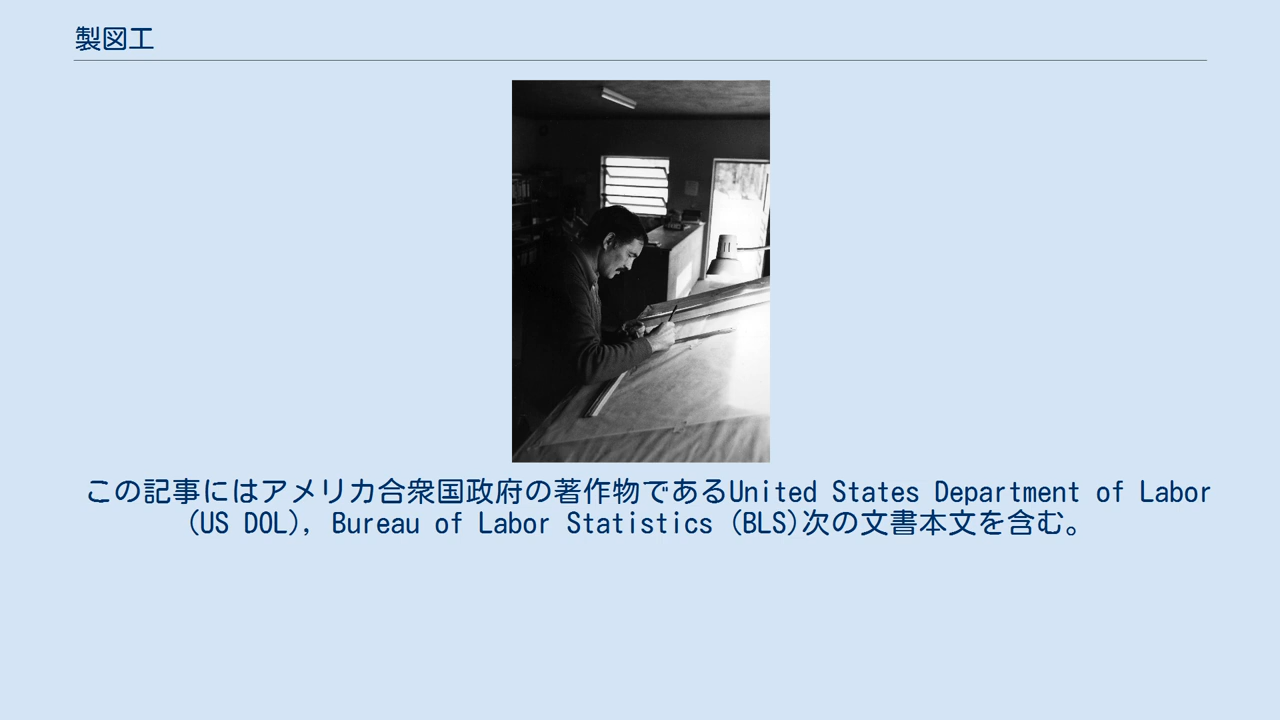 製図工
この記事にはアメリカ合衆国政府の著作物であるUnited States Department of Labor
(US DOL), Bureau of Labor Statistics (BLS)次の文書本文を含む。